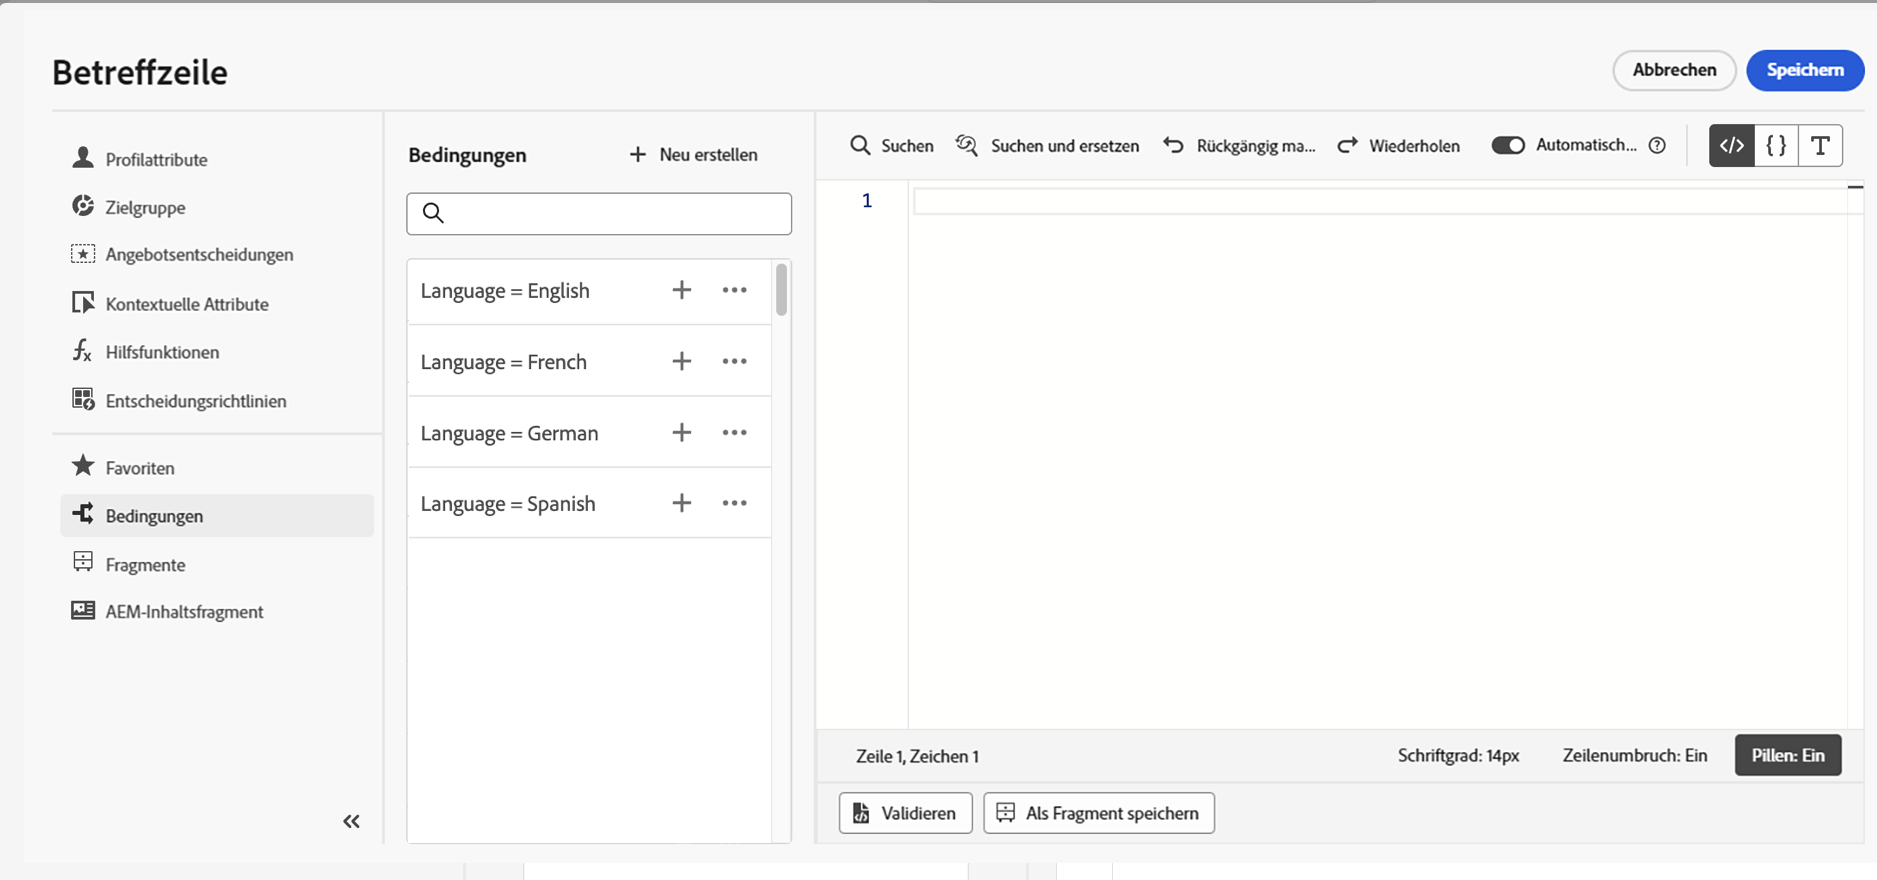 Betreffzeile
Abbrechen
Speichern
Profilattribute
Zielgruppe
Angebotsentscheidungen
Kontextuelle Attribute
Hilfsfunktionen
Entscheidungsrichtlinien
Favoriten
Bedingungen
Fragmente
AEM-Inhaltsfragment
Bedingungen
Neu erstellen
Language = English
Language = French
Language = German
Language = Spanish
Suchen
Suchen und ersetzen
Rückgängig ma...
Wiederholen
Automatisch...
1
Zeile 1, Zeichen 1
Schriftgrad: 14px
Zeilenumbruch: Ein
Pillen: Ein
Validieren
Als Fragment speichern